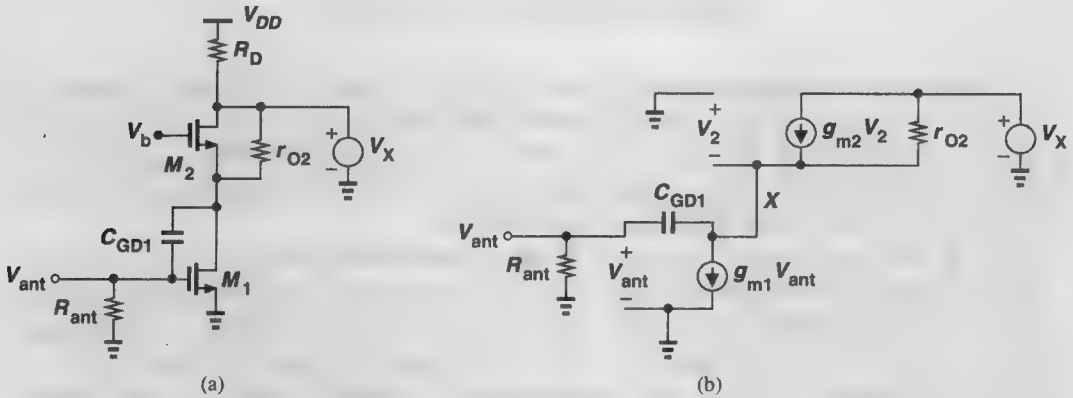 V_DD
R_D
V_b
M_2
r_O2
+
−
V_X
C_GD1
V_ant
R_ant
M_1
(a)
+
V_2
−
g_m2 V_2
r_O2
+
−
V_X
X
C_GD1
V_ant
R_ant
+
V_ant
−
g_m1 V_ant
(b)